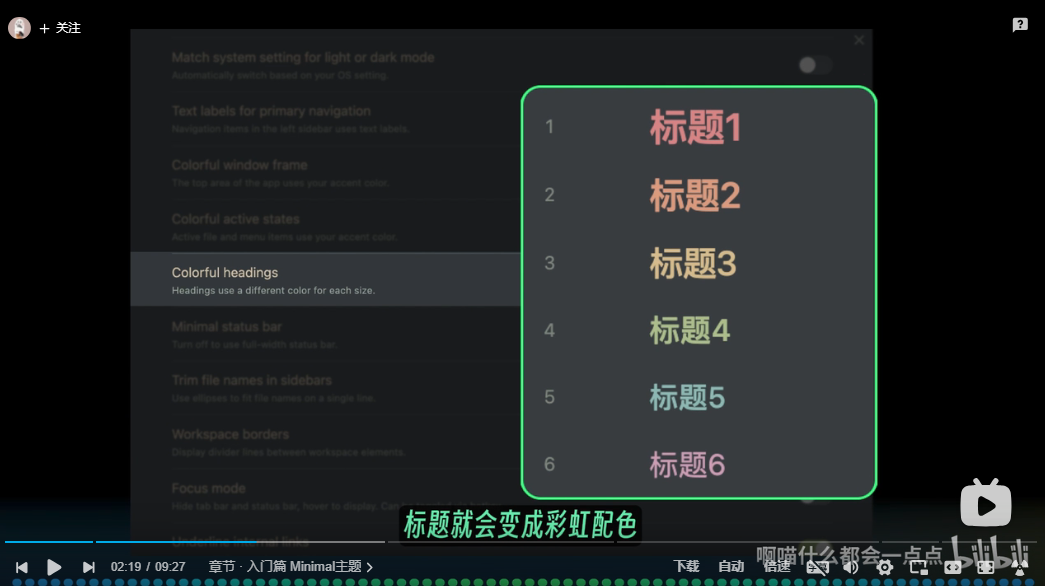 + 关注
Match system setting for light or dark mode
Automatically switch based on your OS setting.
Text labels for primary navigation
Navigation items in the left sidebar uses text labels.
Colorful window frame
The top area of the app uses your accent color.
Colorful active states
Active file and menu items use your accent color.
Colorful headings
Headings use a different color for each size.
Minimal status bar
Turn off to use full-width status bar.
Trim file names in sidebars
Use ellipses to fit file names on a single line.
Workspace borders
Display divider lines between workspace elements.
Focus mode
Hide tab bar and status bar, hover to display.
Underline internal links
1 标题1
2 标题2
3 标题3
4 标题4
5 标题5
6 标题6
标题就会变成彩虹配色
啊喵什么都会一点点 bilibili
02:19 / 09:27 章节 · 入门篇 Minimal主题 下载 自动 倍速